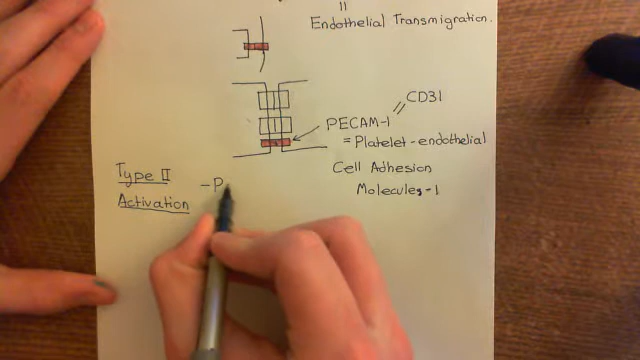 Endothelial Transmigration.
CD31
PECAM-1
= Platelet-endothelial
Cell Adhesion
Molecules-1
Type II
Activation
-P